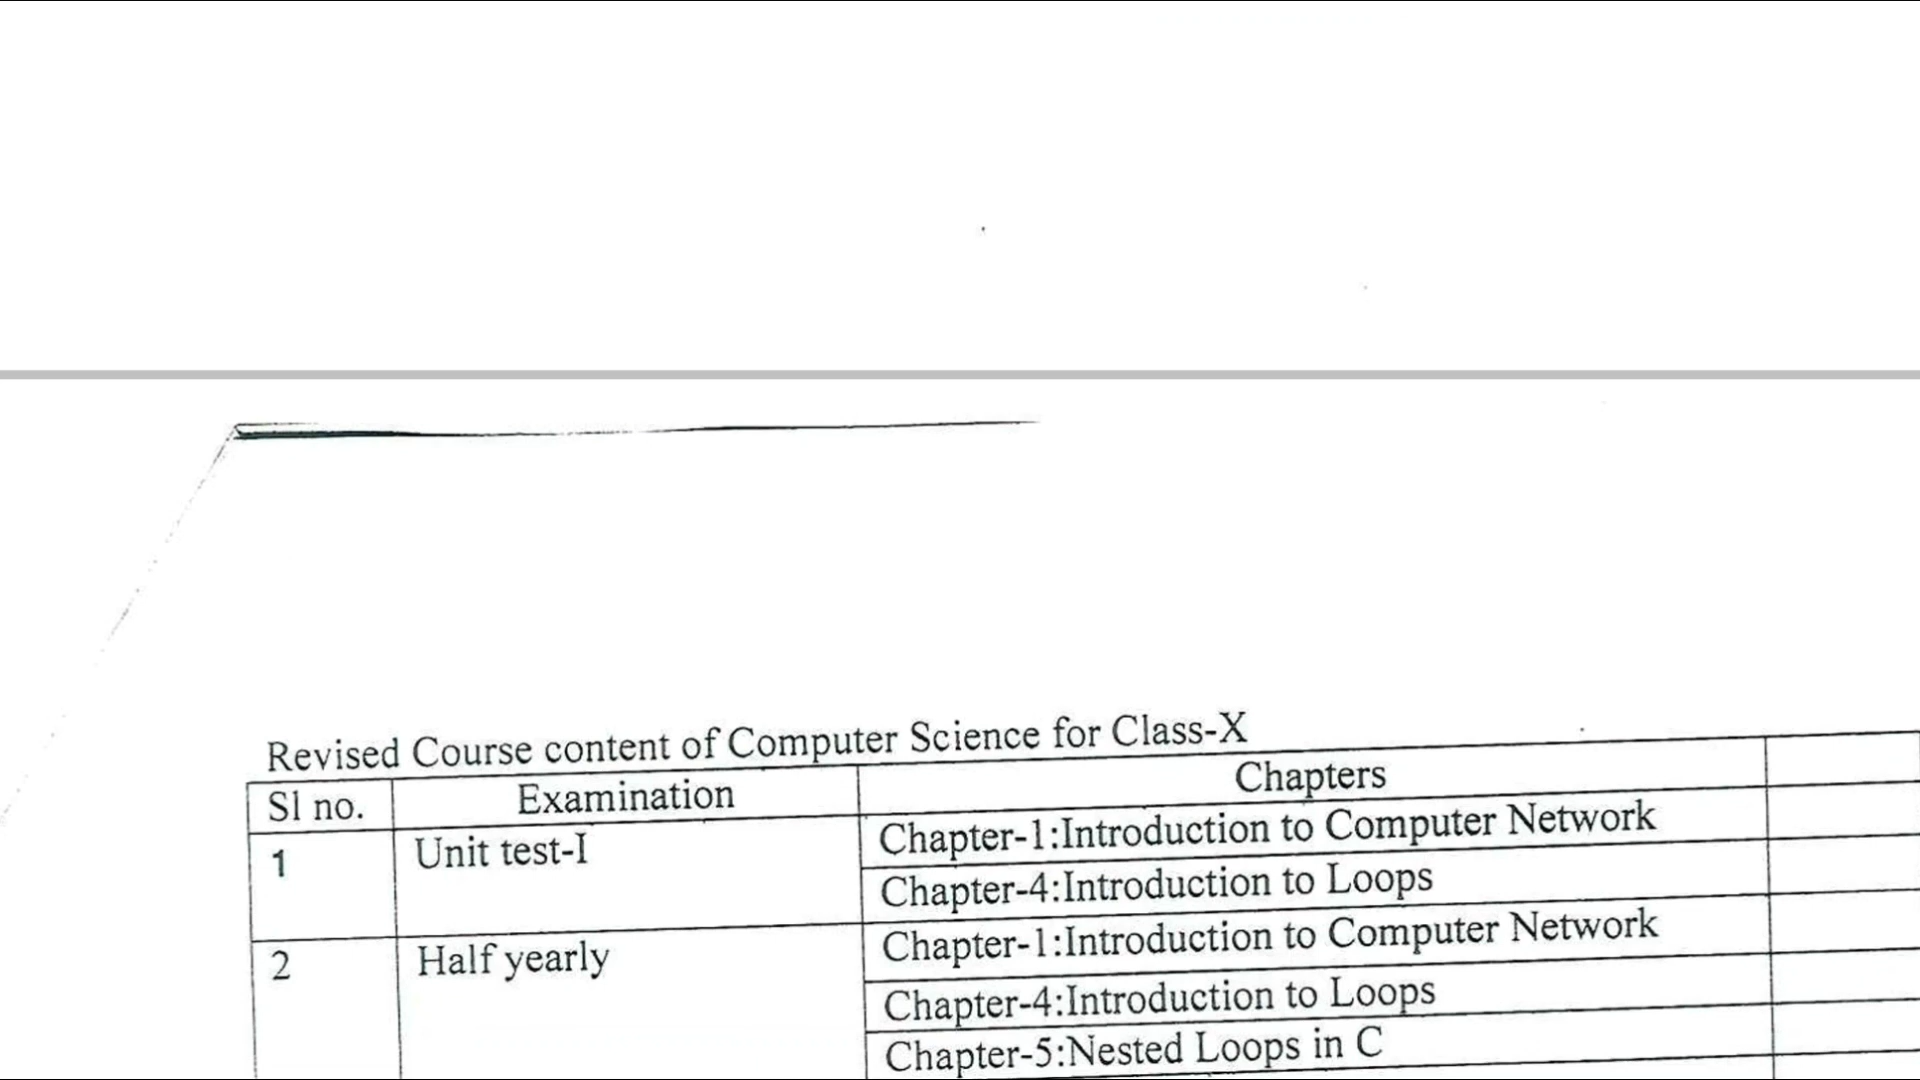 Revised Course content of Computer Science for Class-X
Sl no. Examination Chapters
1 Unit test-I Chapter-1:Introduction to Computer Network
Chapter-4:Introduction to Loops
2 Half yearly Chapter-1:Introduction to Computer Network
Chapter-4:Introduction to Loops
Chapter-5:Nested Loops in C